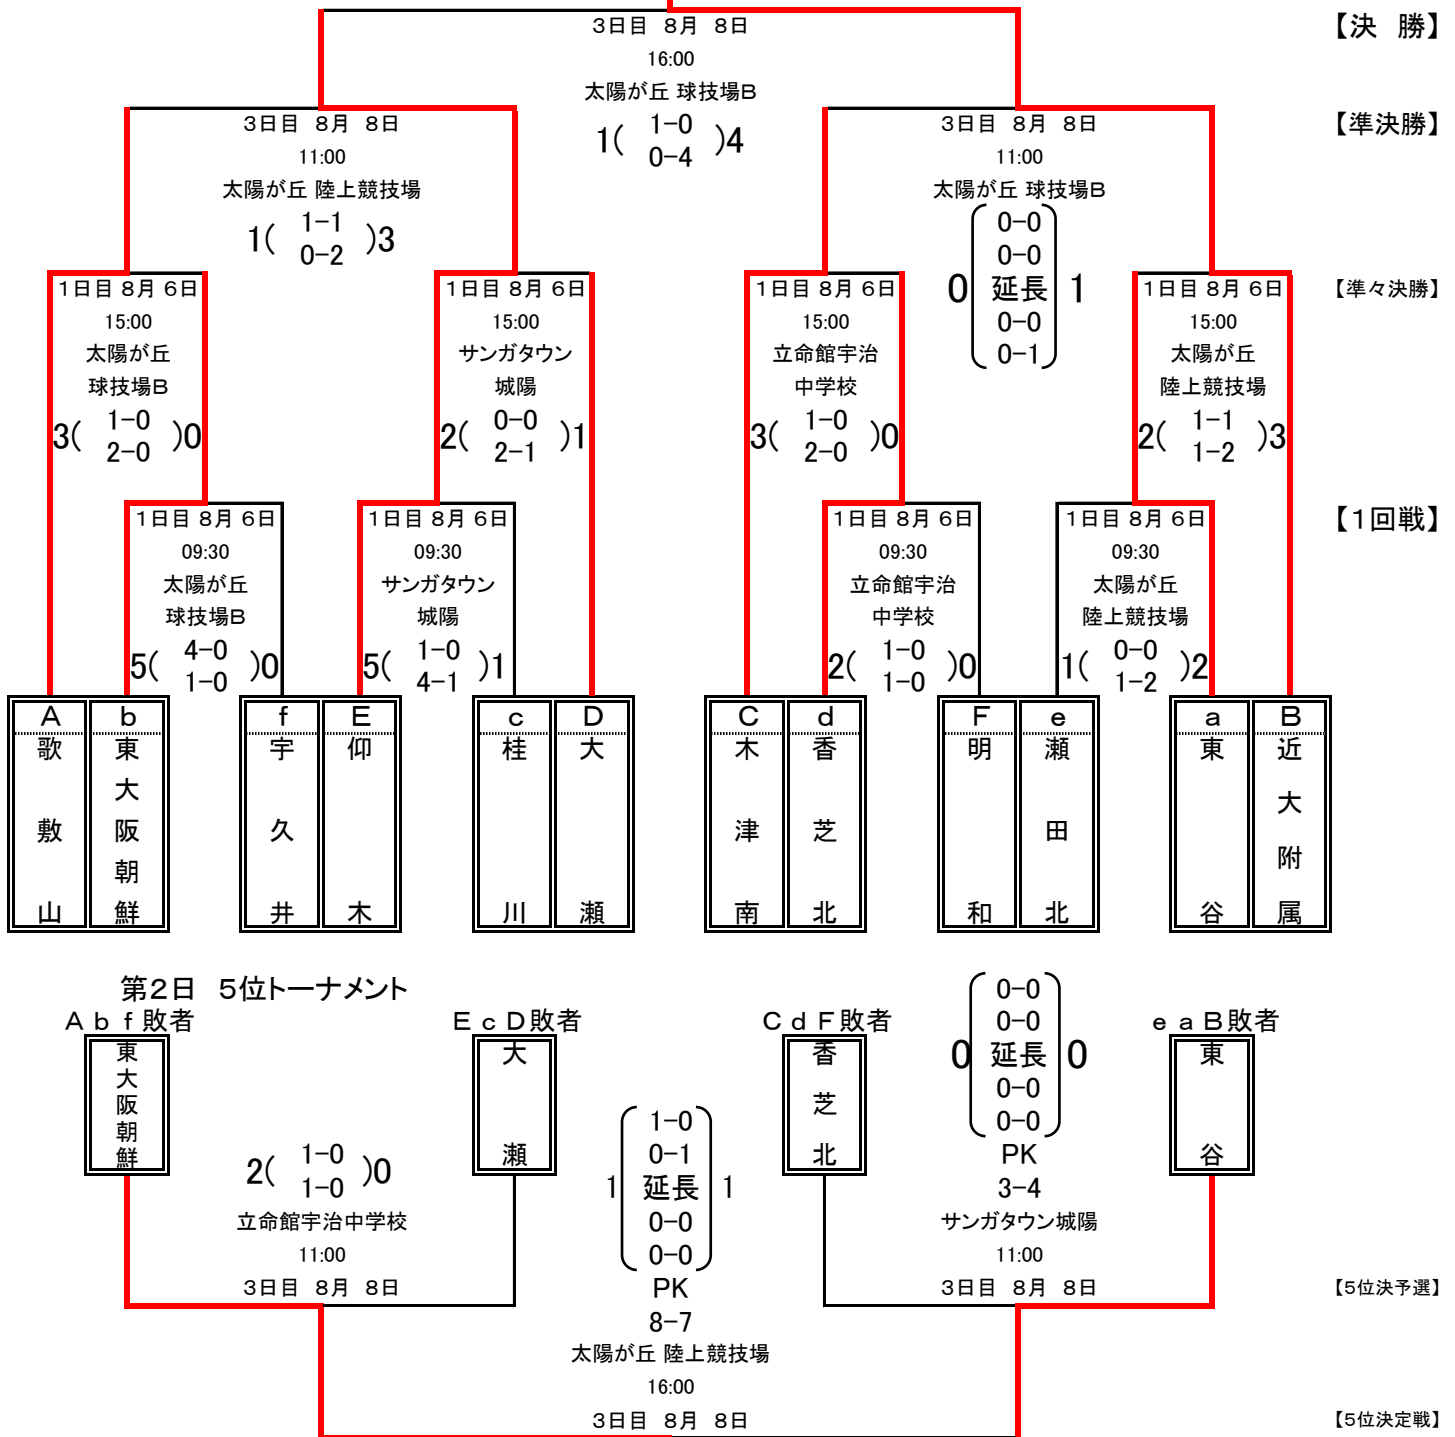 3日目 8月 8日
【決 勝】
16:00
太陽が丘 球技場B
1( 1-0 0-4 )4
3日目 8月 8日
3日目 8月 8日
【準決勝】
11:00
11:00
太陽が丘 陸上競技場
太陽が丘 球技場B
1( 1-1 0-2 )3
0( 0-0 0-0 延長 0-0 0-1 )1
1日目 8月 6日
1日目 8月 6日
1日目 8月 6日
1日目 8月 6日
【準々決勝】
15:00
15:00
15:00
15:00
太陽が丘
球技場B
サンガタウン
城陽
立命館宇治
中学校
太陽が丘
陸上競技場
3( 1-0 2-0 )0
2( 0-0 2-1 )1
3( 1-0 2-0 )0
2( 1-1 1-2 )3
1日目 8月 6日
1日目 8月 6日
1日目 8月 6日
1日目 8月 6日
【1回戦】
09:30
09:30
09:30
09:30
太陽が丘
球技場B
サンガタウン
城陽
立命館宇治
中学校
太陽が丘
陸上競技場
5( 4-0 1-0 )0
5( 1-0 4-1 )1
2( 1-0 1-0 )0
1( 0-0 1-2 )2
A
歌敷山
b
東大阪朝鮮
f
宇久井
E
仰木
c
桂川
D
大瀬
C
木津南
d
香芝北
F
明和
e
瀬田北
a
東谷
B
近大附属
第2日 5位トーナメント
Abf敗者
EcD敗者
CdF敗者
eaB敗者
東大阪朝鮮
大瀬
香芝北
東谷
2( 1-0 1-0 )0
立命館宇治中学校
11:00
3日目 8月 8日
0( 0-0 0-0 延長 0-0 0-0 )0
PK
3-4
サンガタウン城陽
11:00
3日目 8月 8日
【5位決予選】
1( 1-0 0-1 延長 0-0 0-0 )1
PK
8-7
太陽が丘 陸上競技場
16:00
3日目 8月 8日
【5位決定戦】